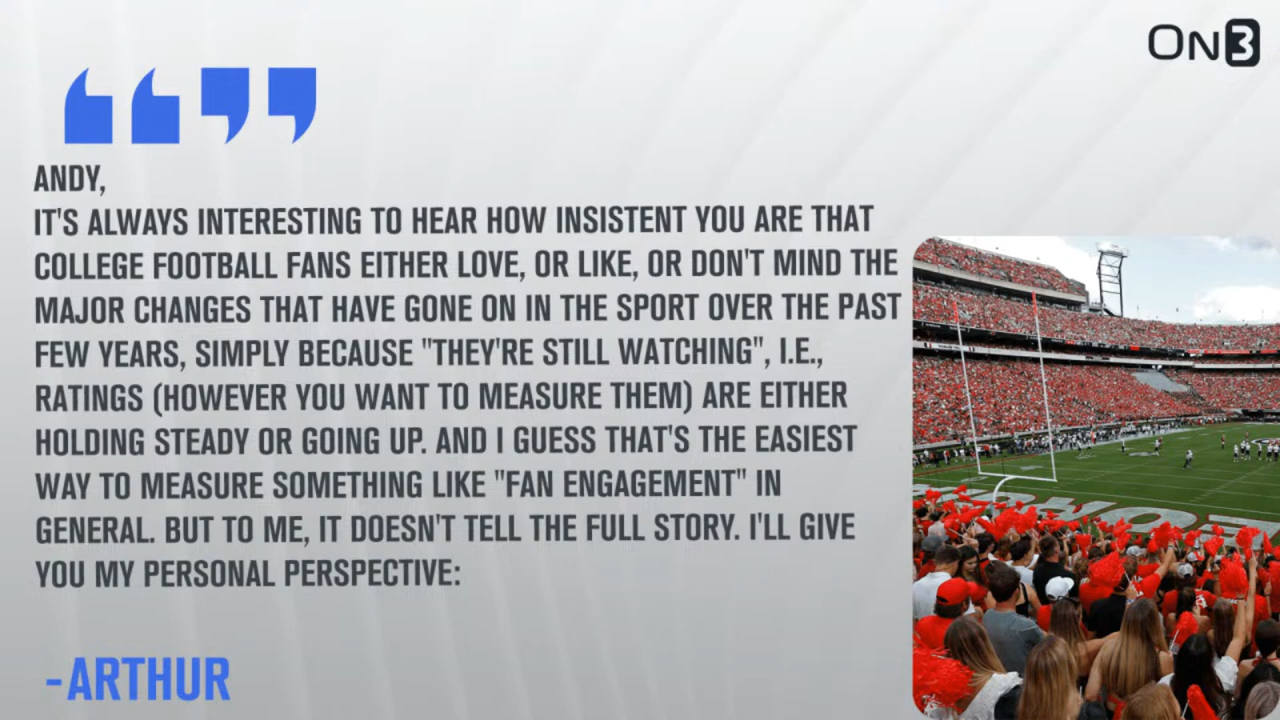 On3
““ ””
ANDY,
IT'S ALWAYS INTERESTING TO HEAR HOW INSISTENT YOU ARE THAT
COLLEGE FOOTBALL FANS EITHER LOVE, OR LIKE, OR DON'T MIND THE
MAJOR CHANGES THAT HAVE GONE ON IN THE SPORT OVER THE PAST
FEW YEARS, SIMPLY BECAUSE "THEY'RE STILL WATCHING", I.E.,
RATINGS (HOWEVER YOU WANT TO MEASURE THEM) ARE EITHER
HOLDING STEADY OR GOING UP. AND I GUESS THAT'S THE EASIEST
WAY TO MEASURE SOMETHING LIKE "FAN ENGAGEMENT" IN
GENERAL. BUT TO ME, IT DOESN'T TELL THE FULL STORY. I'LL GIVE
YOU MY PERSONAL PERSPECTIVE:
-ARTHUR